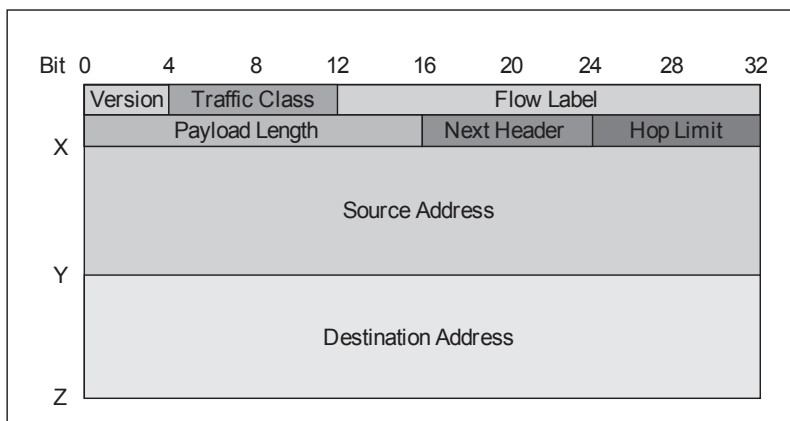 Bit 0 4 8 12 16 20 24 28 32
Version Traffic Class Flow Label
Payload Length Next Header Hop Limit
X
Source Address
Y
Destination Address
Z